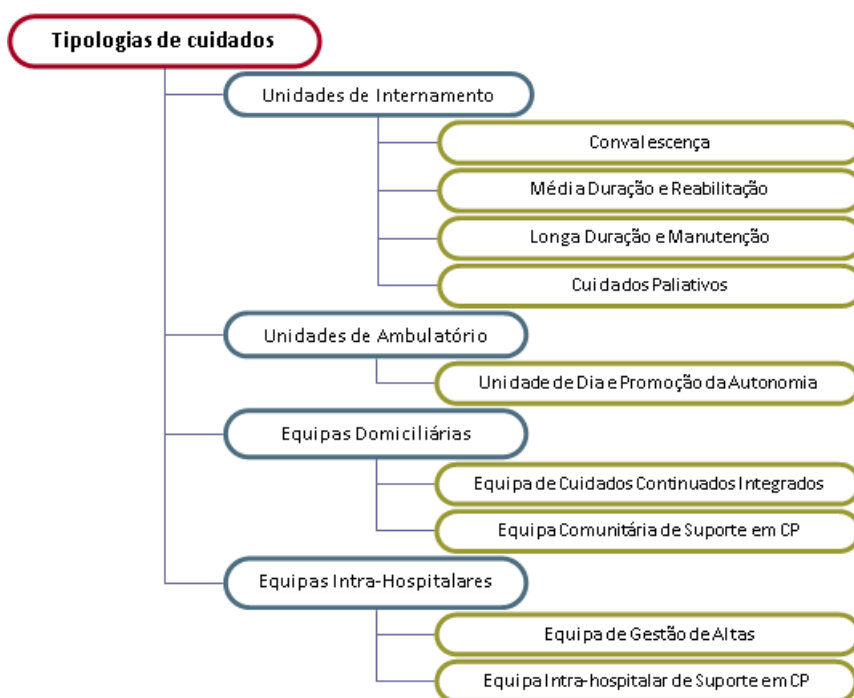 Tipologias de cuidados
Unidades de Internamento
Convalescença
Média Duração e Reabilitação
Longa Duração e Manutenção
Cuidados Paliativos
Unidades de Ambulatório
Unidade de Dia e Promoção da Autonomia
Equipas Domiciliárias
Equipa de Cuidados Continuados Integrados
Equipa Comunitária de Suporte em CP
Equipas Intra-Hospitalares
Equipa de Gestão de Altas
Equipa Intra-hospitalar de Suporte em CP